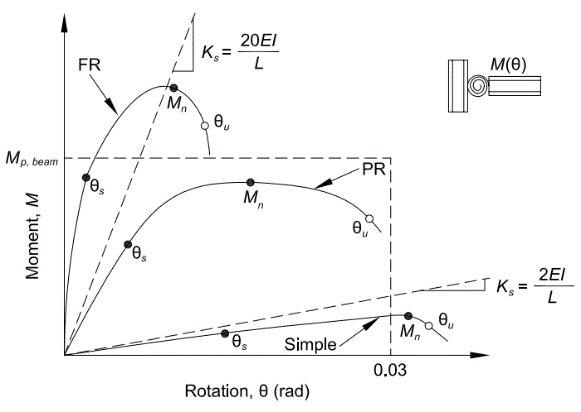 FR
K_s = 20EI / L
M(θ)
M_n
θ_u
M_p, beam
θ_s
PR
M_n
θ_u
θ_s
K_s = 2EI / L
Moment, M
θ_s
Simple
M_n
θ_u
0.03
Rotation, θ (rad)